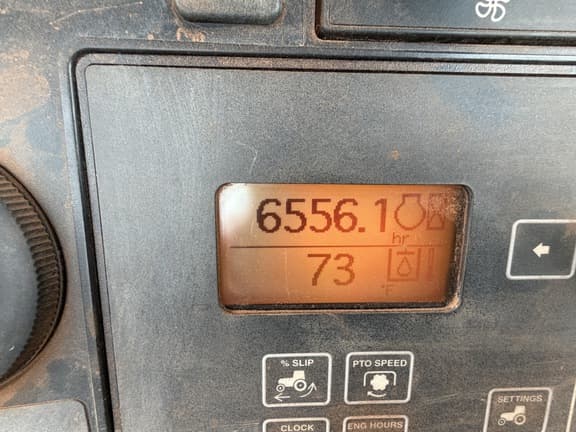 6556.1
hr
73
°F
% SLIP
PTO SPEED
SETTINGS
CLOCK
ENG HOURS